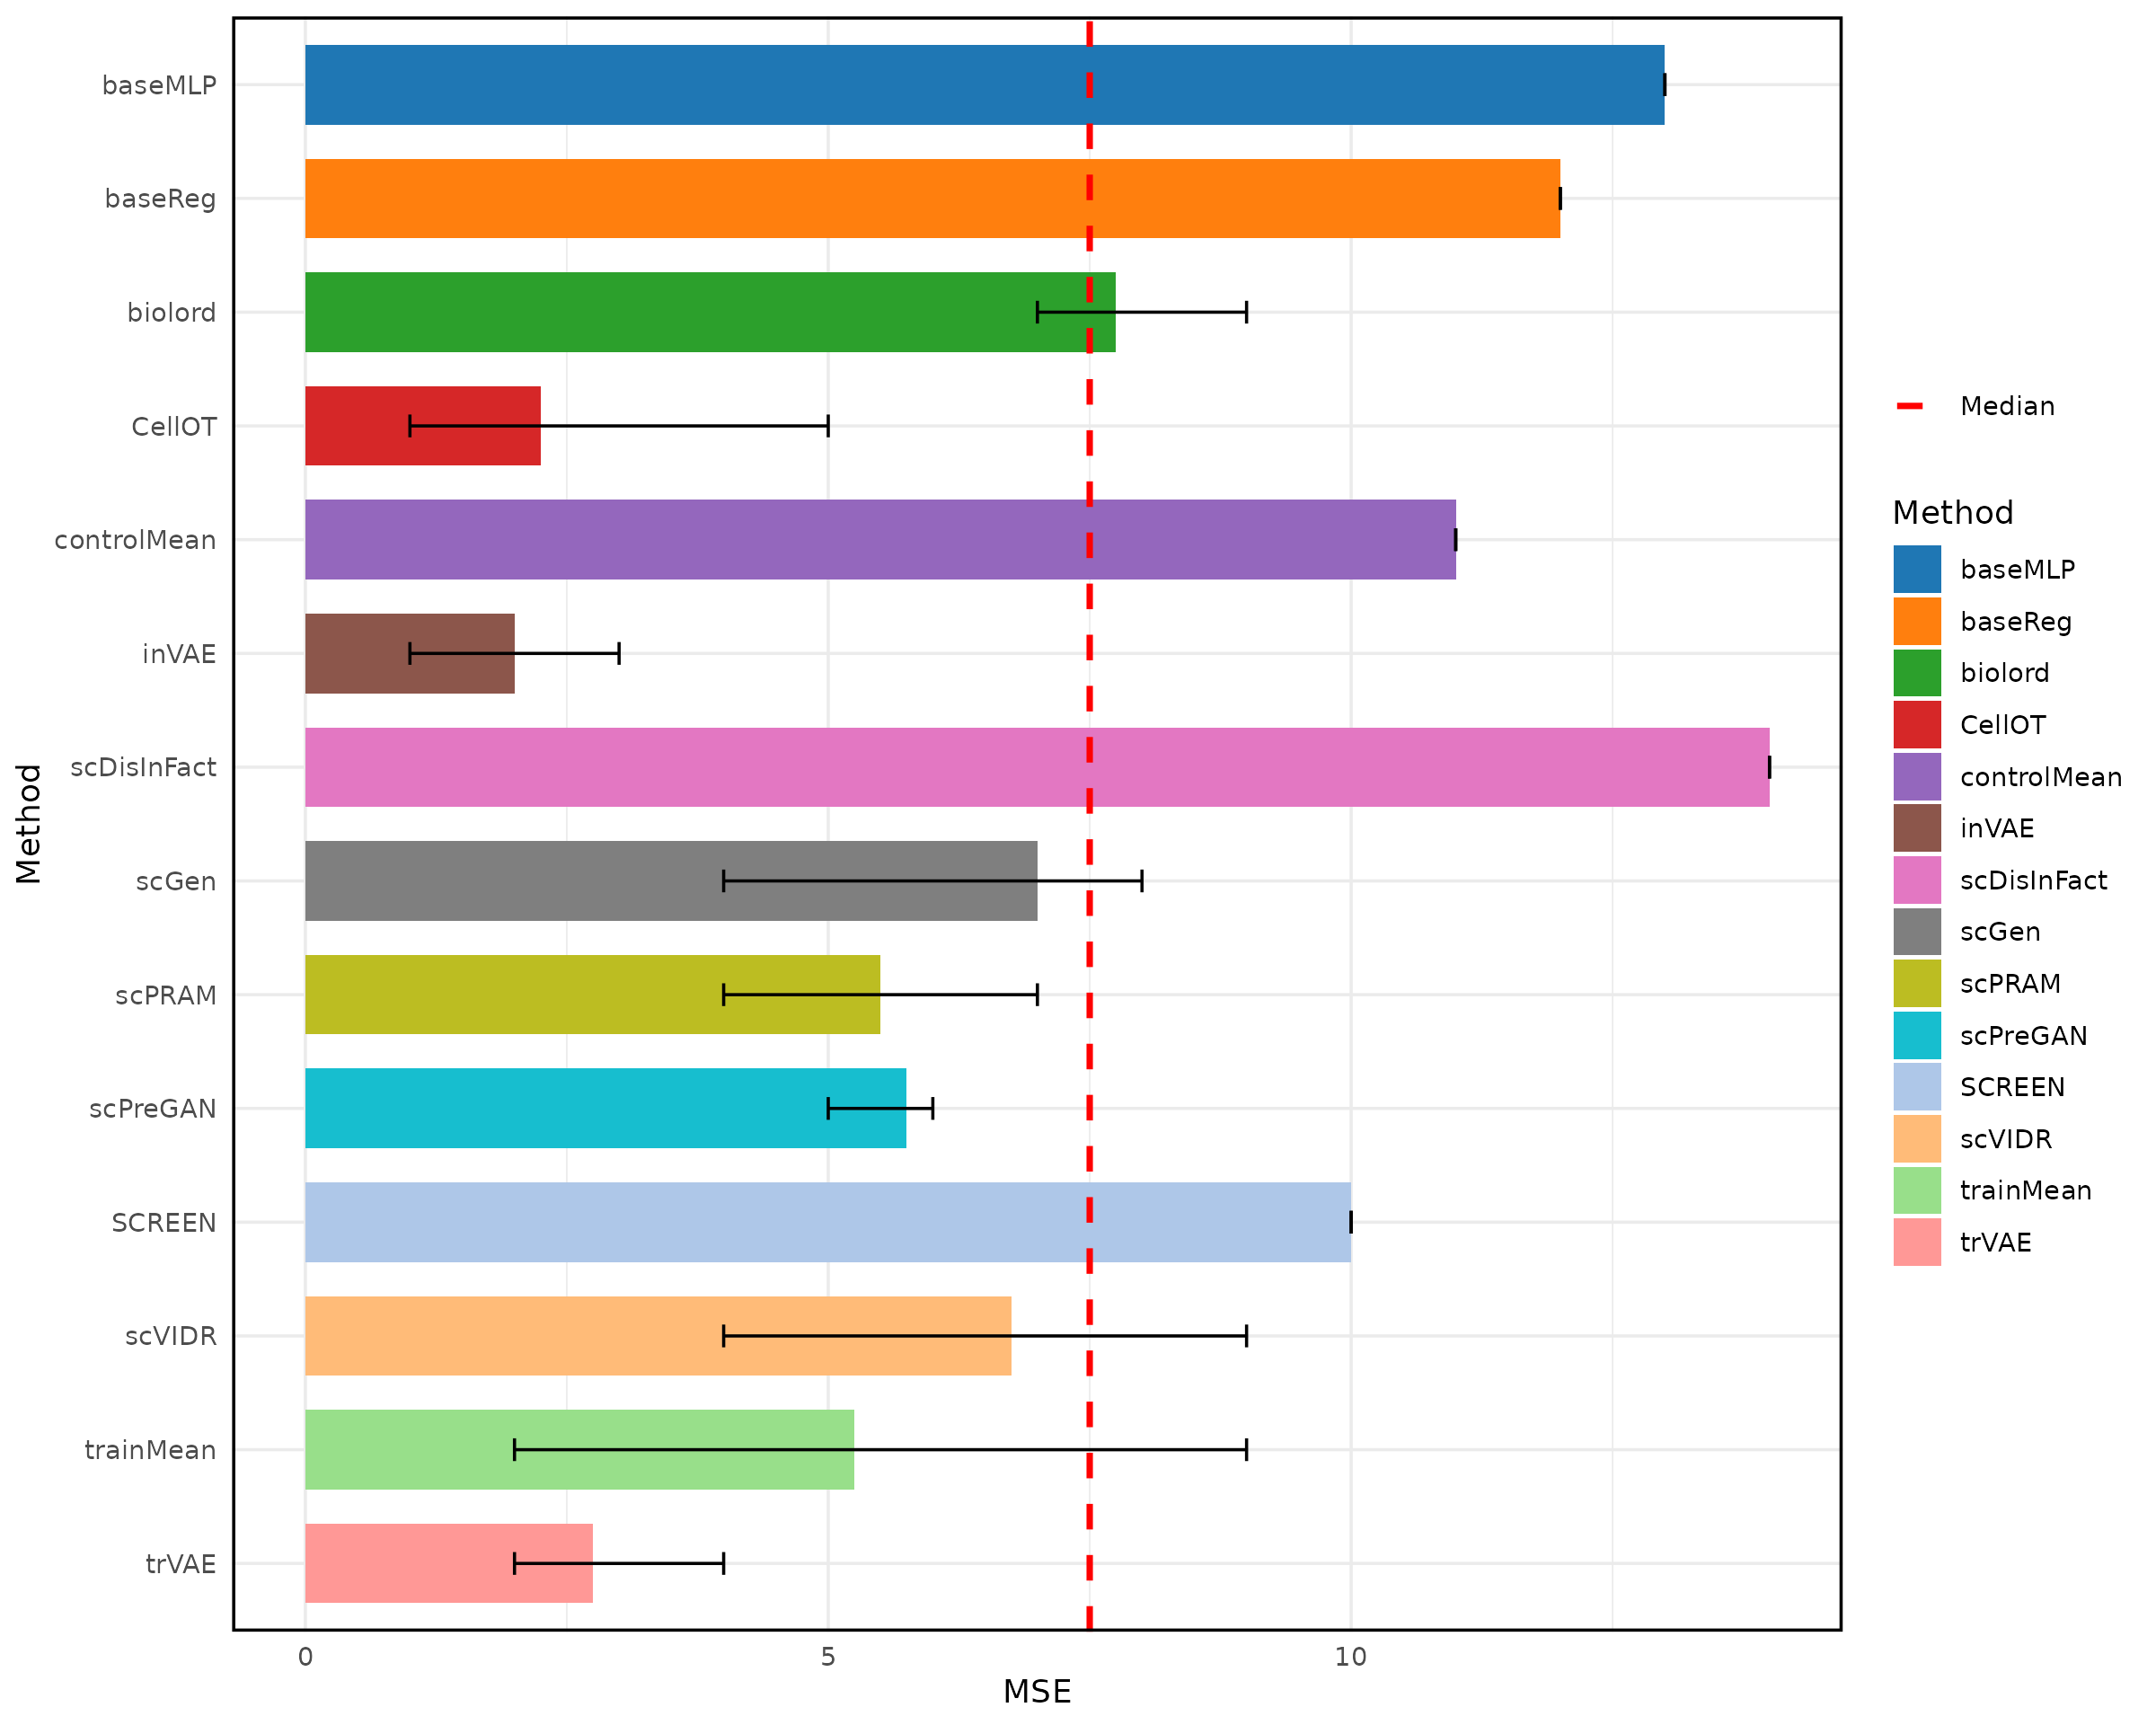 baseMLP
baseReg
biolord
CellOT
controlMean
inVAE
scDisInFact
scGen
scPRAM
scPreGAN
SCREEN
scVIDR
trainMean
trVAE
Method
0 5 10
MSE
Median
Method
baseMLP
baseReg
biolord
CellOT
controlMean
inVAE
scDisInFact
scGen
scPRAM
scPreGAN
SCREEN
scVIDR
trainMean
trVAE